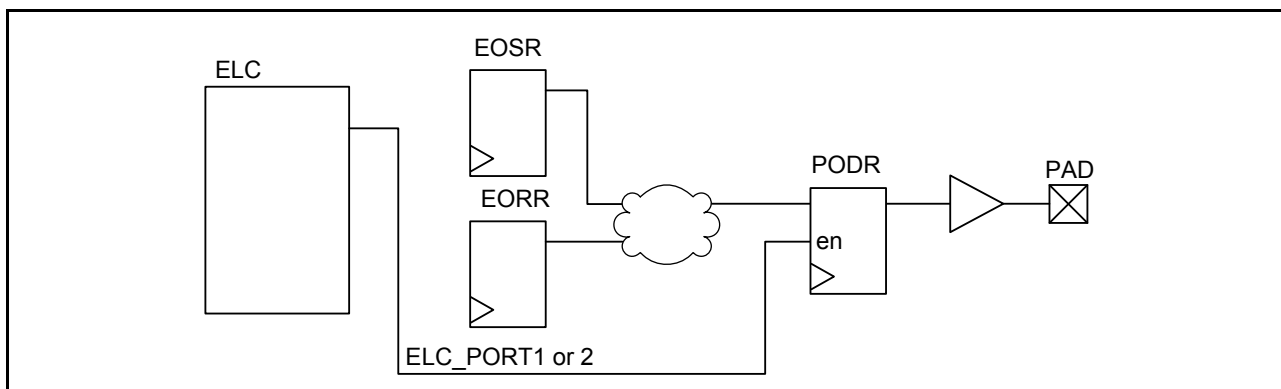 EOSR
ELC
PODR
PAD
EORR
en
ELC_PORT1 or 2